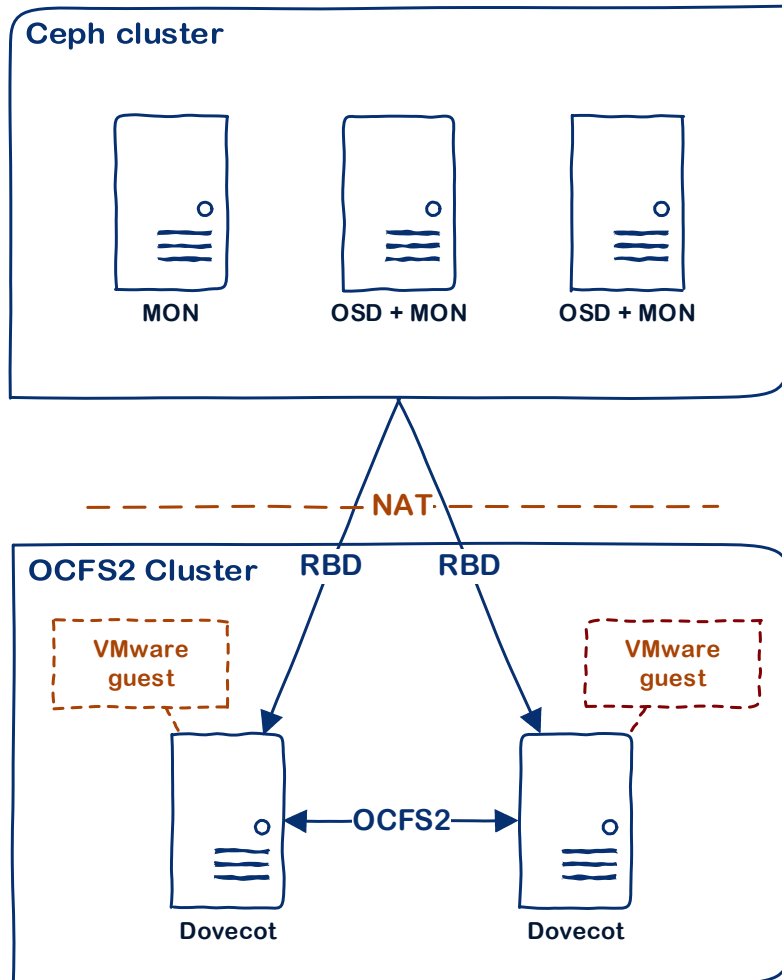 Ceph cluster
MON
OSD + MON
OSD + MON
NAT
OCFS2 Cluster
RBD
RBD
VMware
guest
VMware
guest
OCFS2
Dovecot
Dovecot